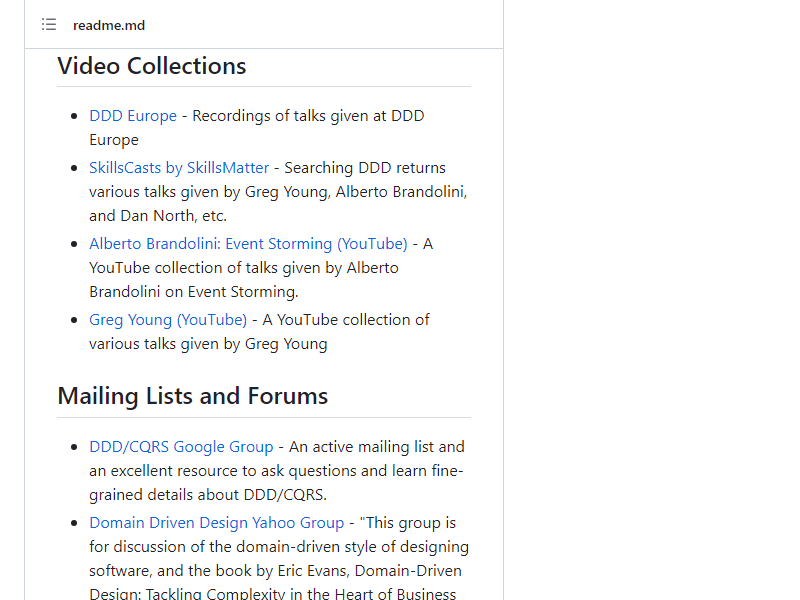 readme.md
Video Collections
DDD Europe - Recordings of talks given at DDD
Europe
SkillsCasts by SkillsMatter - Searching DDD returns
various talks given by Greg Young, Alberto Brandolini,
and Dan North, etc.
Alberto Brandolini: Event Storming (YouTube) - A
YouTube collection of talks given by Alberto
Brandolini on Event Storming.
Greg Young (YouTube) - A YouTube collection of
various talks given by Greg Young
Mailing Lists and Forums
DDD/CQRS Google Group - An active mailing list and
an excellent resource to ask questions and learn fine-
grained details about DDD/CQRS.
Domain Driven Design Yahoo Group - "This group is
for discussion of the domain-driven style of designing
software, and the book by Eric Evans, Domain-Driven
Design: Tackling Complexity in the Heart of Business